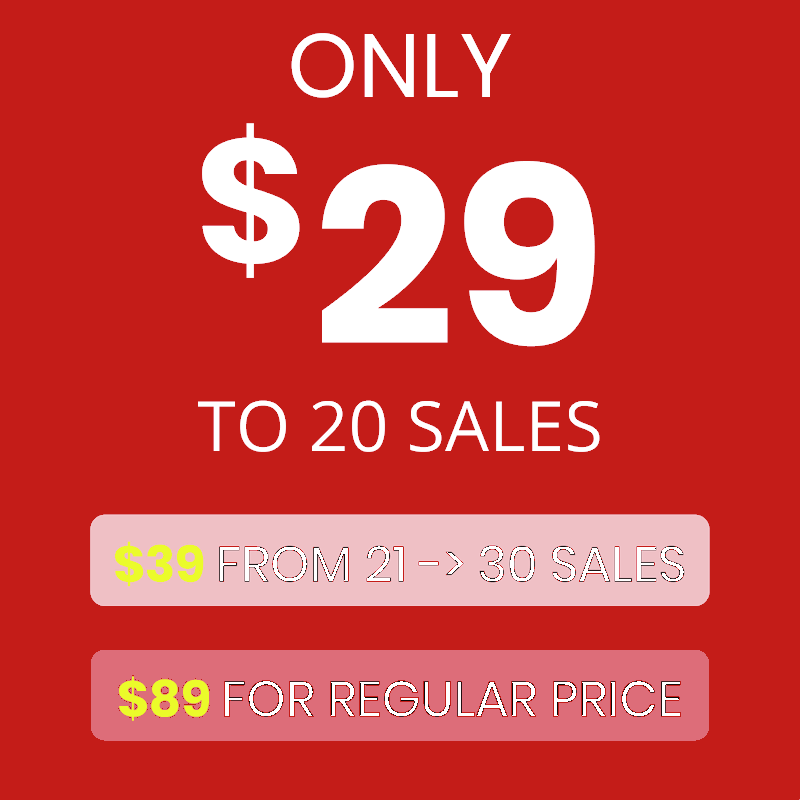 ONLY
$29
TO 20 SALES
$39 FROM 21 -> 30 SALES
$89 FOR REGULAR PRICE